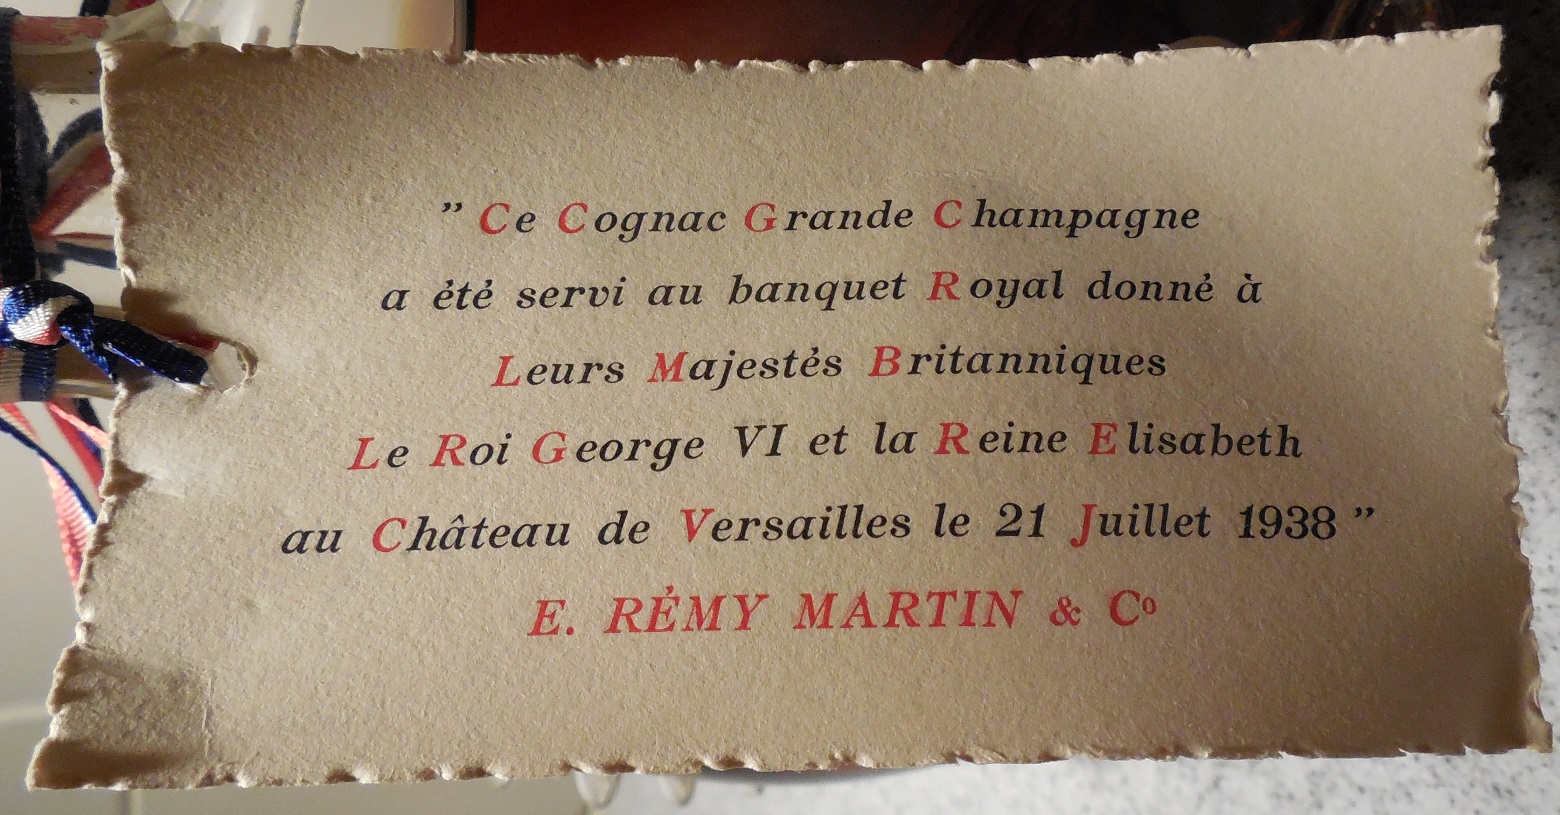 ” Ce Cognac Grande Champagne
a été servi au banquet Royal donné à
Leurs Majestés Britanniques
Le Roi George VI et la Reine Elisabeth
au Château de Versailles le 21 Juillet 1938 ”
E. RÉMY MARTIN & Cº